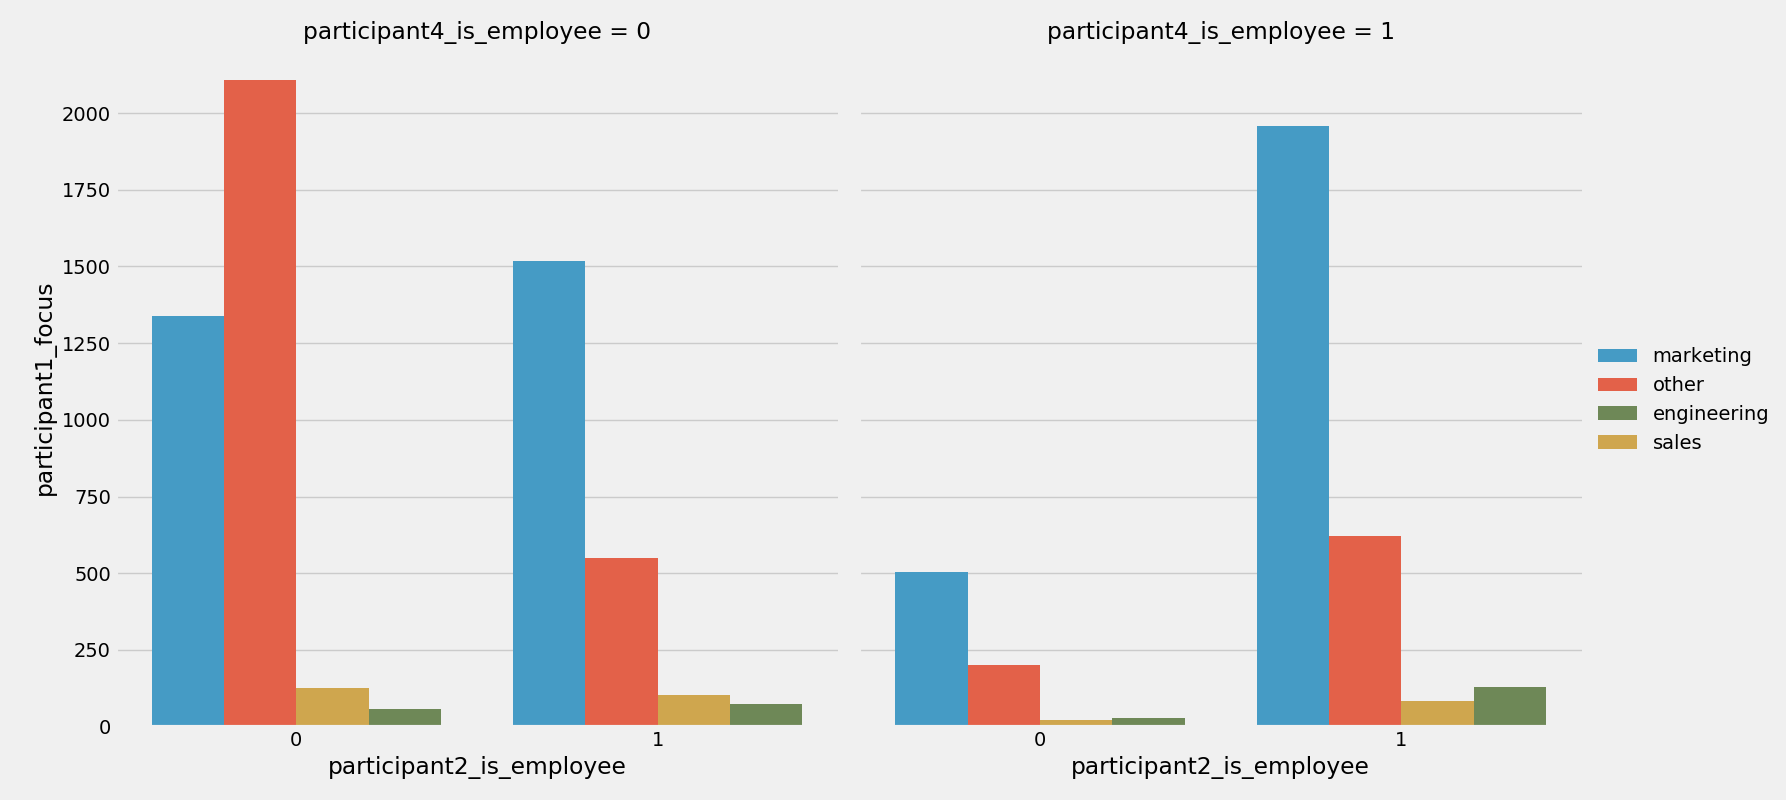 participant4_is_employee = 0
participant4_is_employee = 1
participant1_focus
2000
1750
1500
1250
1000
750
500
250
0
0
1
0
1
participant2_is_employee
participant2_is_employee
marketing
other
engineering
sales